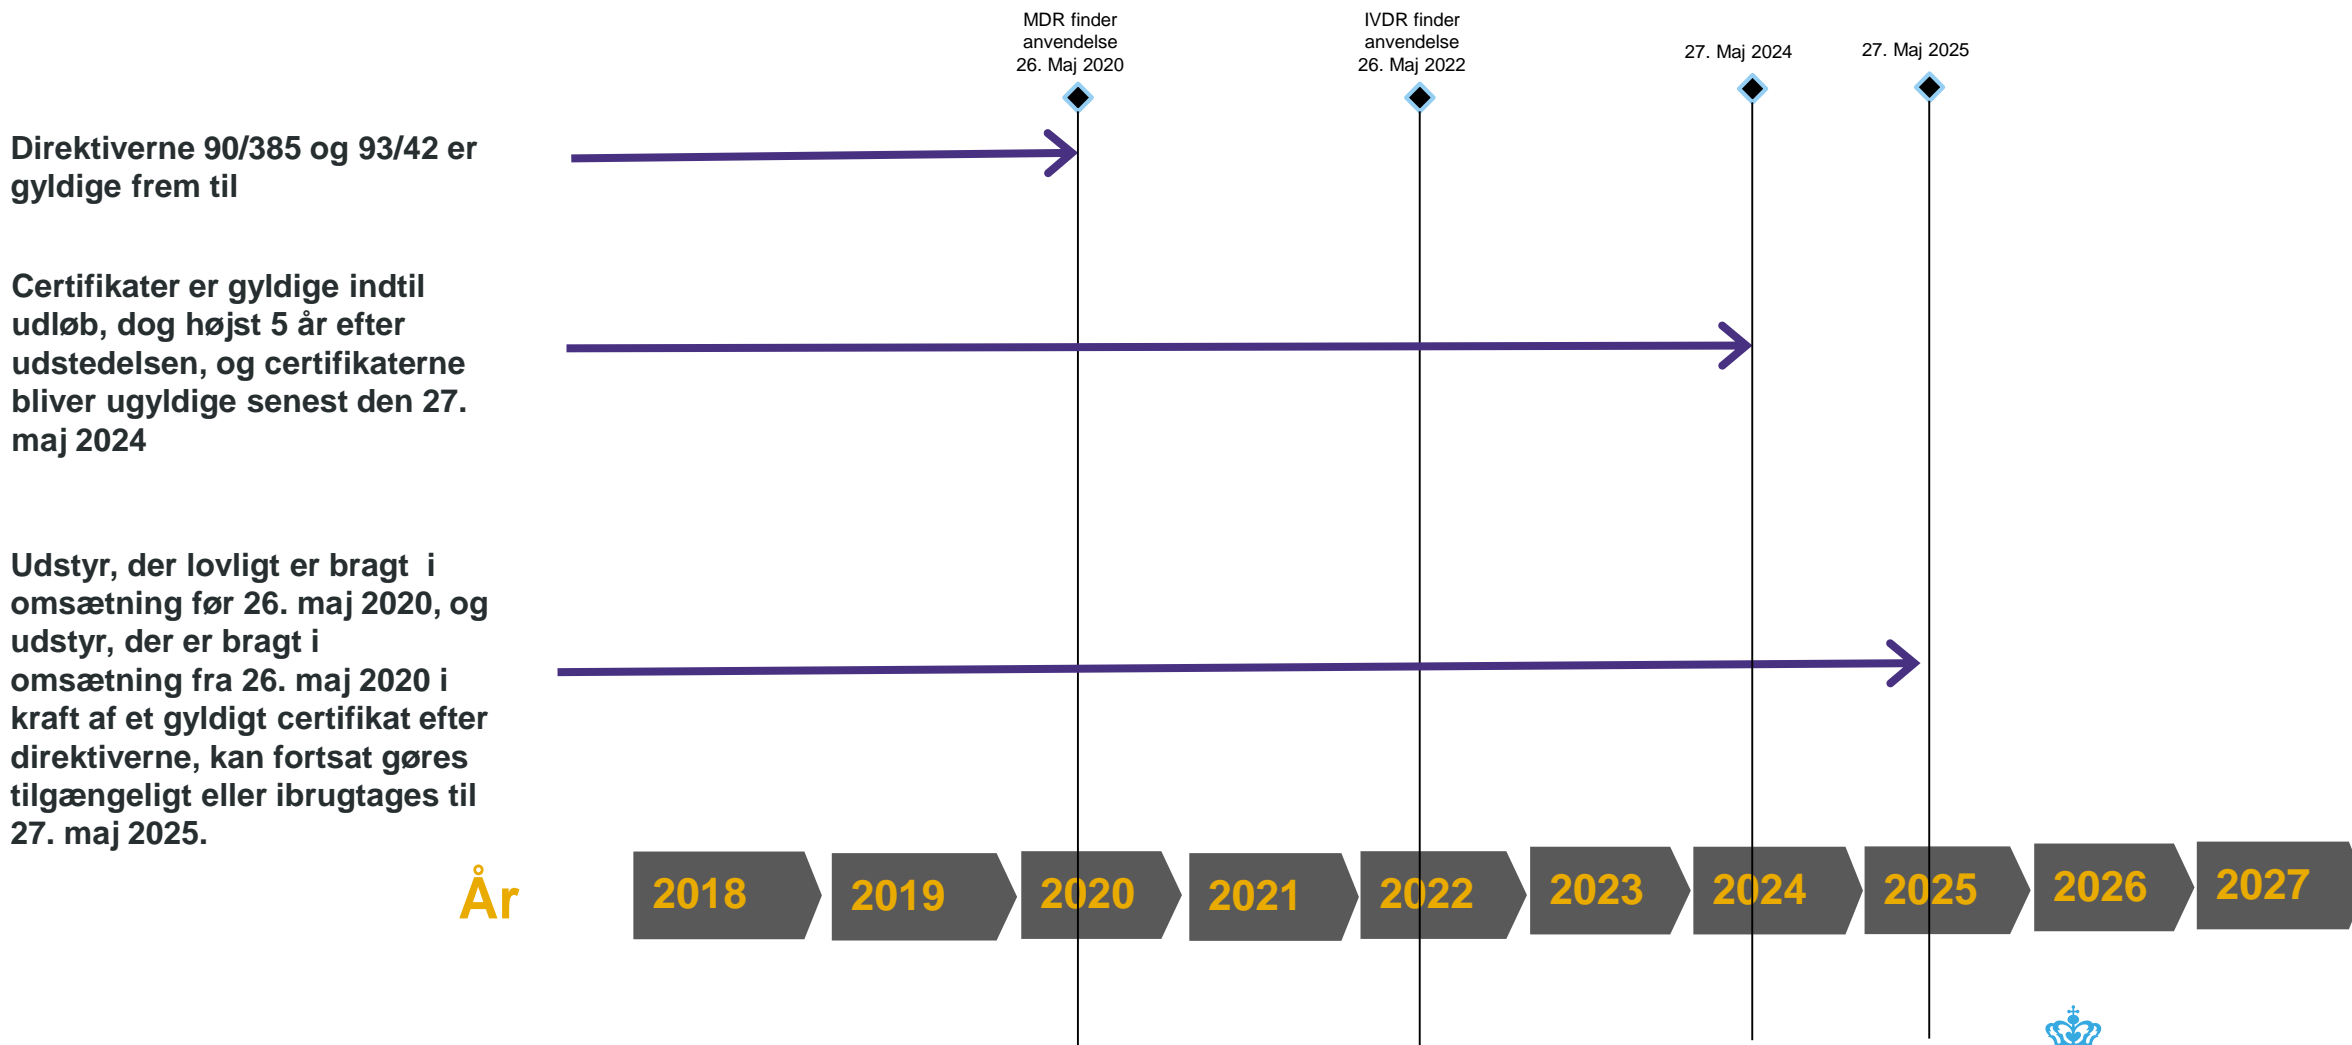 MDR finder
anvendelse
26. Maj 2020
IVDR finder
anvendelse
26. Maj 2022
27. Maj 2024
27. Maj 2025
Direktiverne 90/385 og 93/42 er
gyldige frem til
Certifikater er gyldige indtil
udløb, dog højst 5 år efter
udstedelsen, og certifikaterne
bliver ugyldige senest den 27.
maj 2024
Udstyr, der lovligt er bragt i
omsætning før 26. maj 2020, og
udstyr, der er bragt i
omsætning fra 26. maj 2020 i
kraft af et gyldigt certifikat efter
direktiverne, kan fortsat gøres
tilgængeligt eller ibrugtages til
27. maj 2025.
År
2018
2019
2020
2021
2022
2023
2024
2025
2026
2027